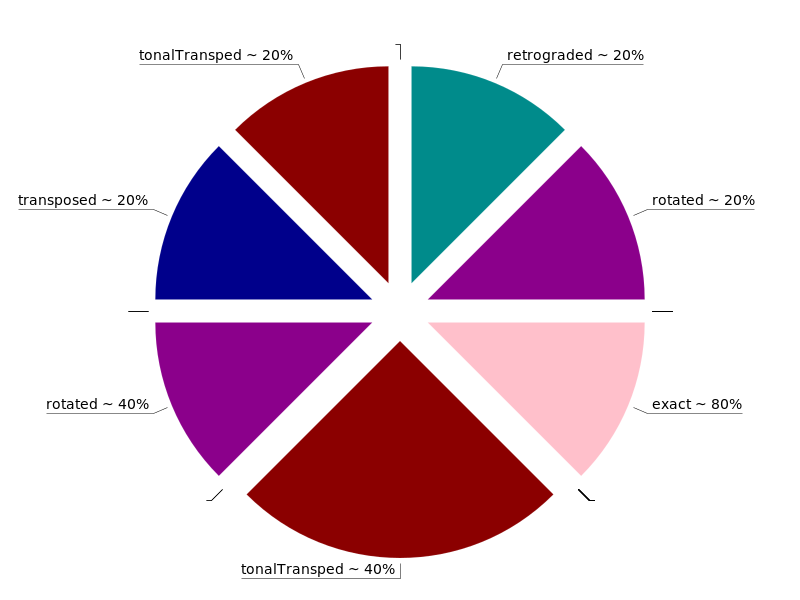 tonalTransped ~ 20%
retrograded ~ 20%
transposed ~ 20%
rotated ~ 20%
rotated ~ 40%
exact ~ 80%
tonalTransped ~ 40%